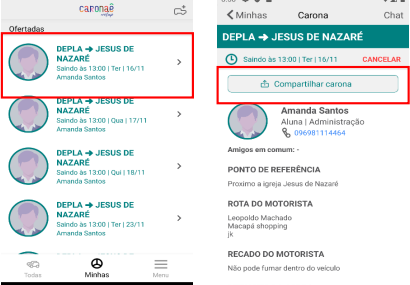 caronaê
Ofertadas
DEPLA ➔ JESUS DE
NAZARÉ
Saindo às 13:00 | Ter | 16/11
Amanda Santos
DEPLA ➔ JESUS DE
NAZARÉ
Saindo às 13:00 | Qua | 17/11
Amanda Santos
DEPLA ➔ JESUS DE
NAZARÉ
Saindo às 13:00 | Qui | 18/11
Amanda Santos
DEPLA ➔ JESUS DE
NAZARÉ
Saindo às 13:00 | Ter | 23/11
Amanda Santos
DEPLA ➔ JESUS DE
Todas
Minhas
Menu
Minhas
Carona
Chat
DEPLA ➔ JESUS DE NAZARÉ
Saindo às 13:00 | Ter | 16/11
CANCELAR
Compartilhar carona
Amanda Santos
Aluna | Administração
096981114464
Amigos em comum: -
PONTO DE REFERÊNCIA
Proximo a igreja Jesus de Nazaré
ROTA DO MOTORISTA
Leopoldo Machado
Macapá shopping
jk
RECADO DO MOTORISTA
Não pode fumar dentro do veículo